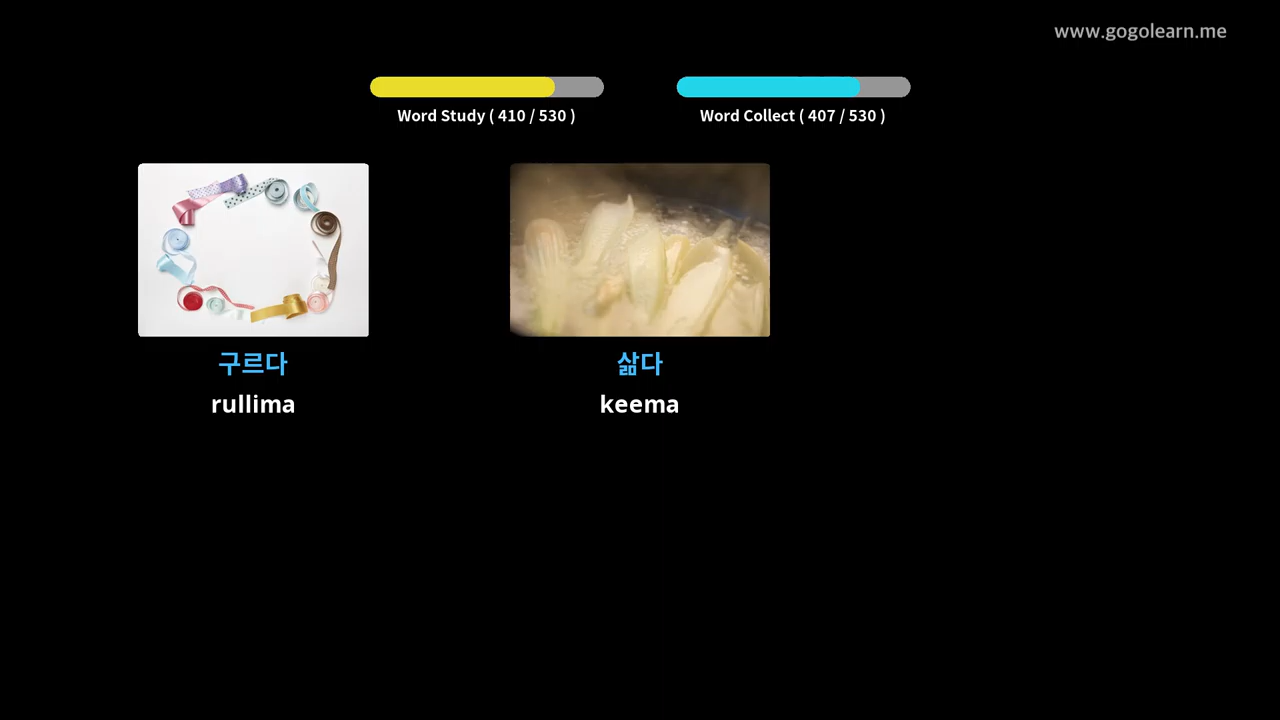 www.gogolearn.me
Word Study ( 410 / 530 )
Word Collect ( 407 / 530 )
구르다
삶다
rullima
keema